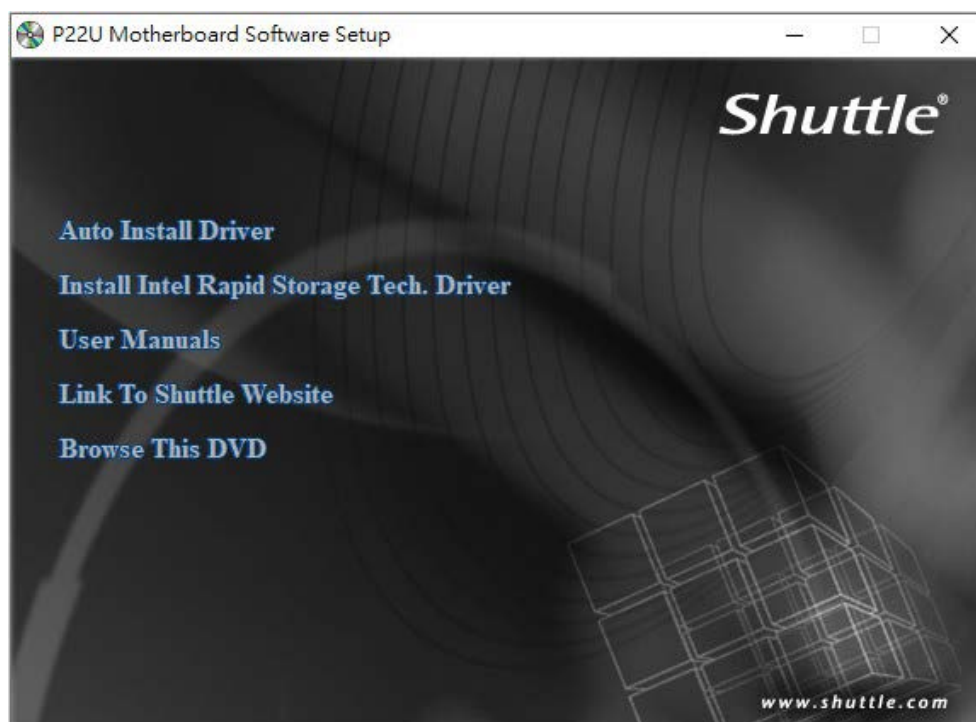 P22U Motherboard Software Setup
Shuttle®
Auto Install Driver
Install Intel Rapid Storage Tech. Driver
User Manuals
Link To Shuttle Website
Browse This DVD
www.shuttle.com